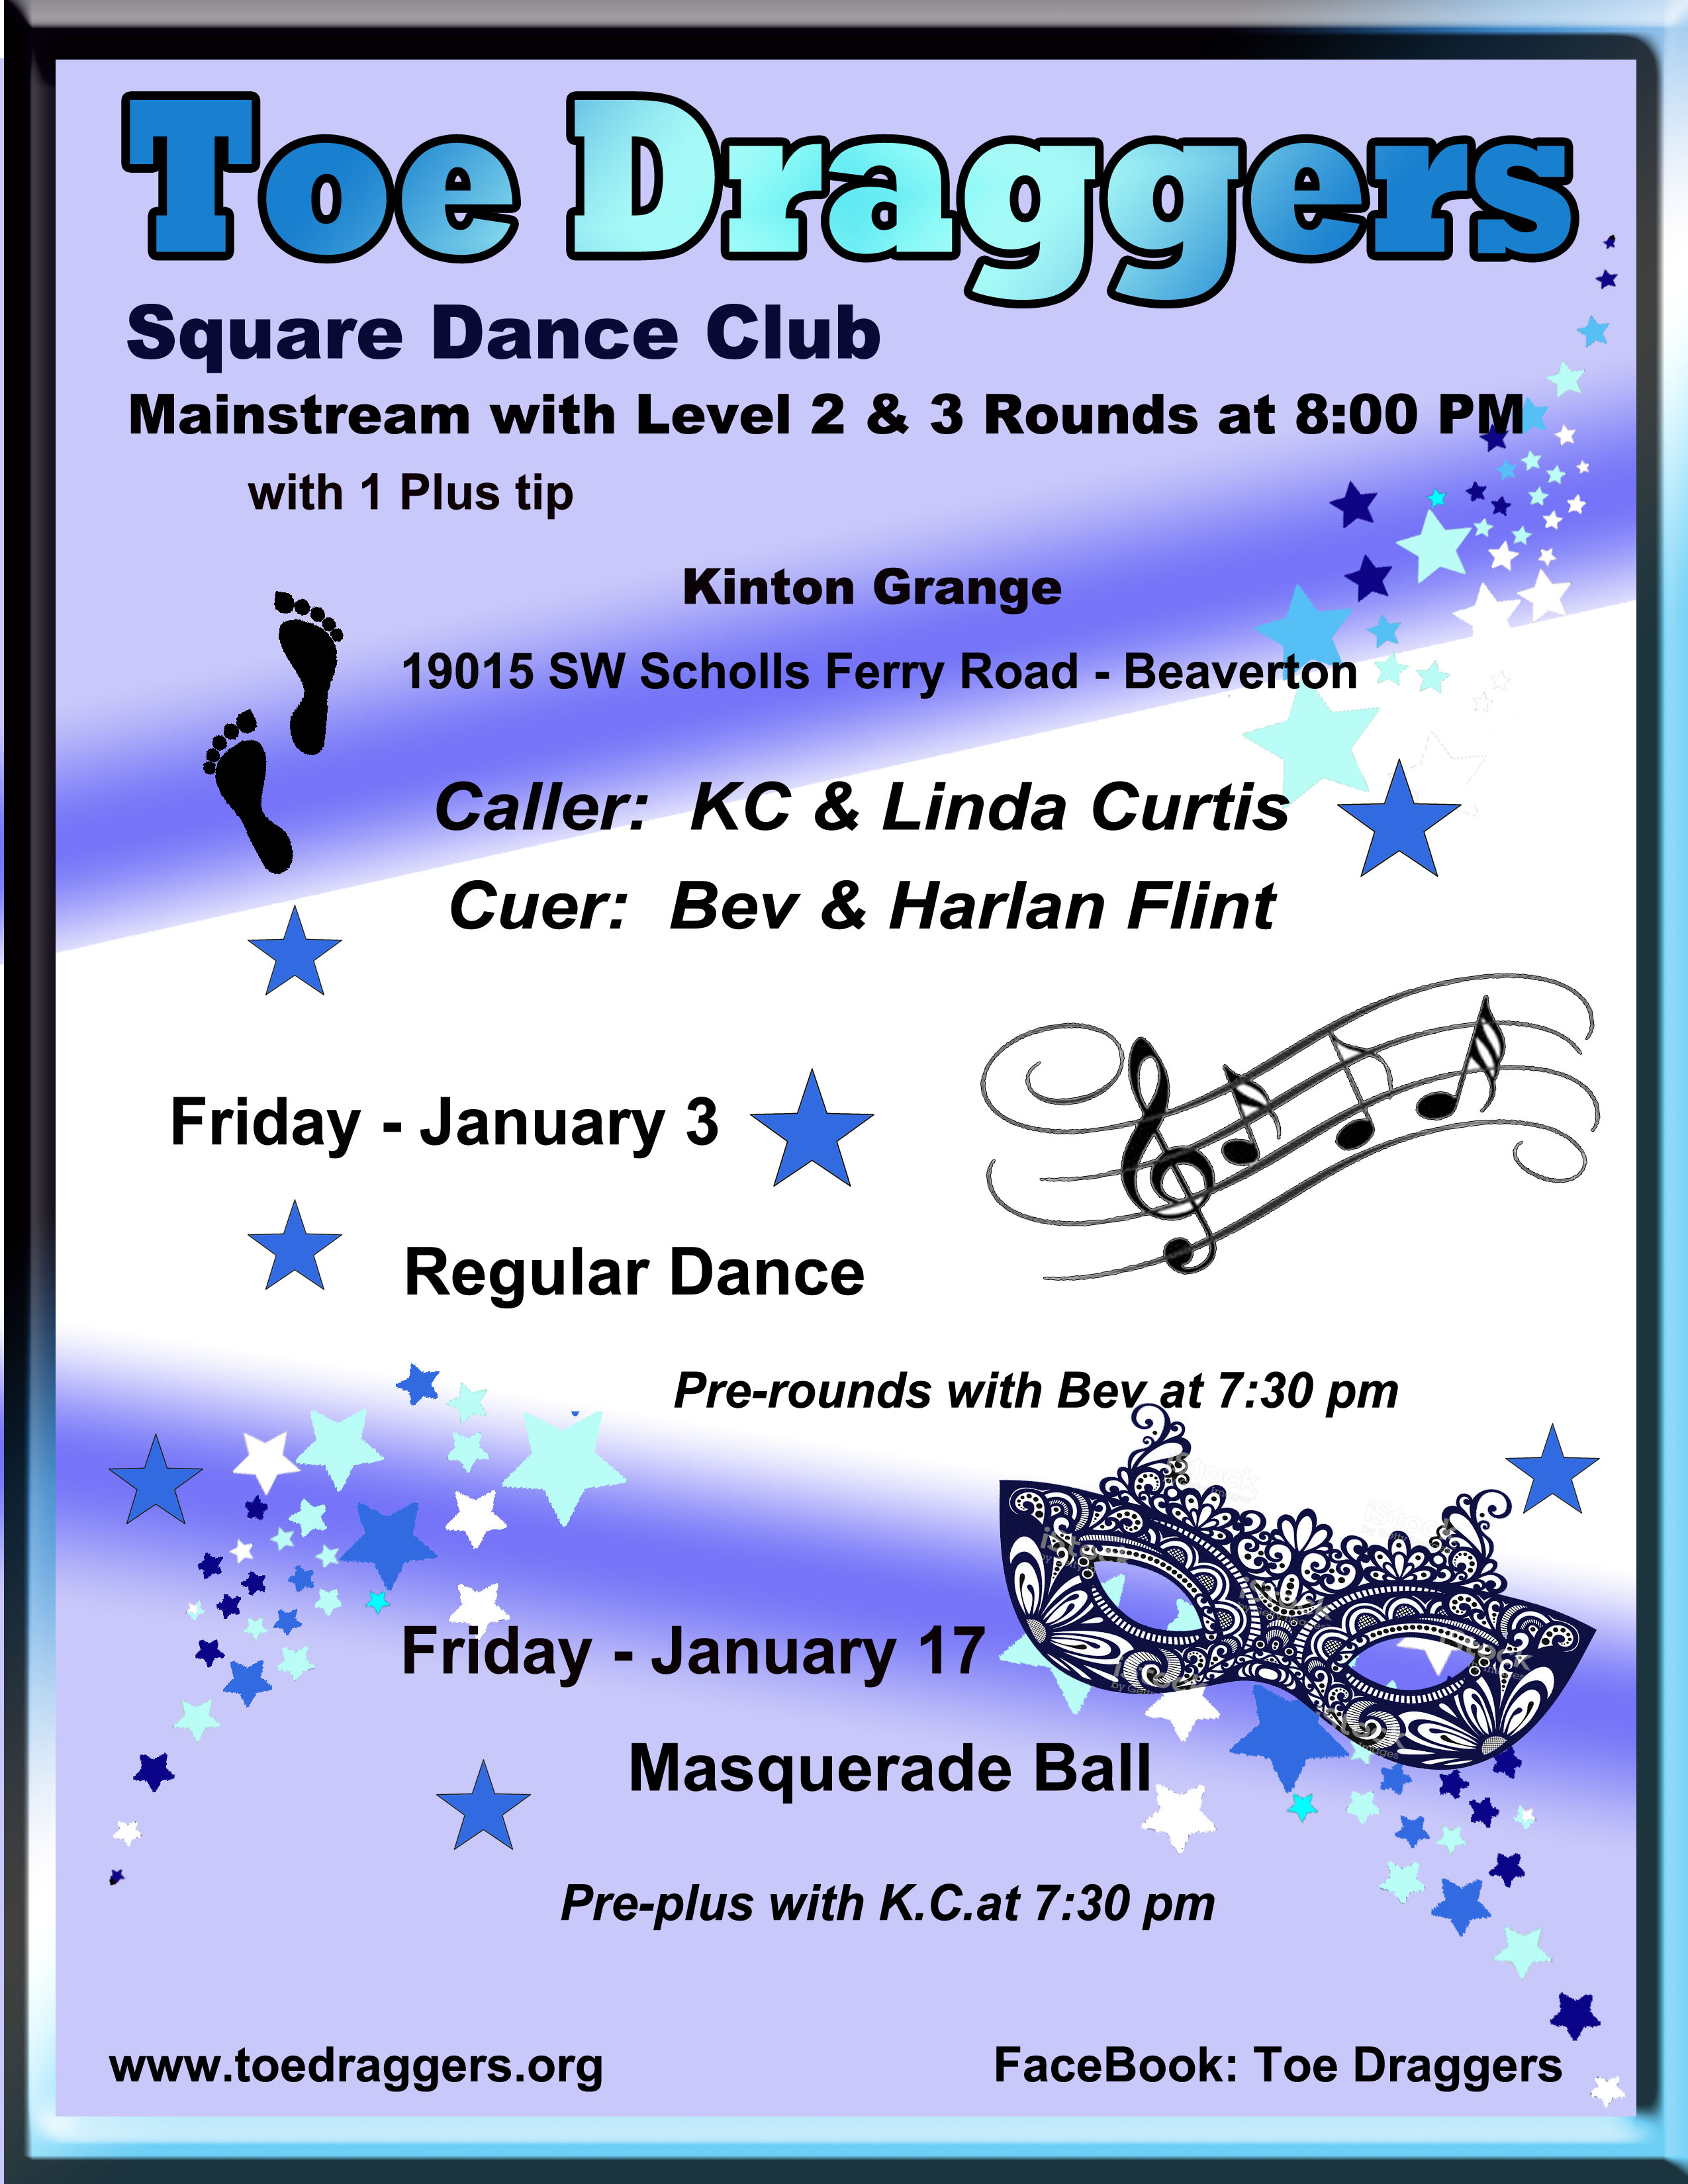 Toe Draggers
Square Dance Club
Mainstream with Level 2 & 3 Rounds at 8:00 PM
with 1 Plus tip
Kinton Grange
19015 SW Scholls Ferry Road - Beaverton
Caller: KC & Linda Curtis
Cuer: Bev & Harlan Flint
Friday - January 3
Regular Dance
Pre-rounds with Bev at 7:30 pm
Friday - January 17
Masquerade Ball
Pre-plus with K.C.at 7:30 pm
www.toedraggers.org
FaceBook: Toe Draggers